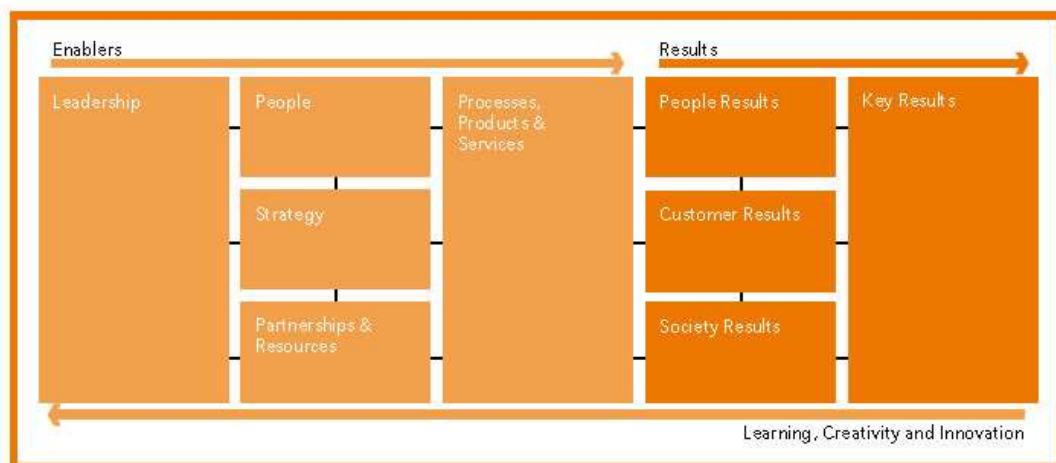 Enablers
Results
Leadership
People
Processes,
Products &
Services
People Results
Key Results
Strategy
Customer Results
Partnerships &
Resources
Society Results
Learning, Creativity and Innovation